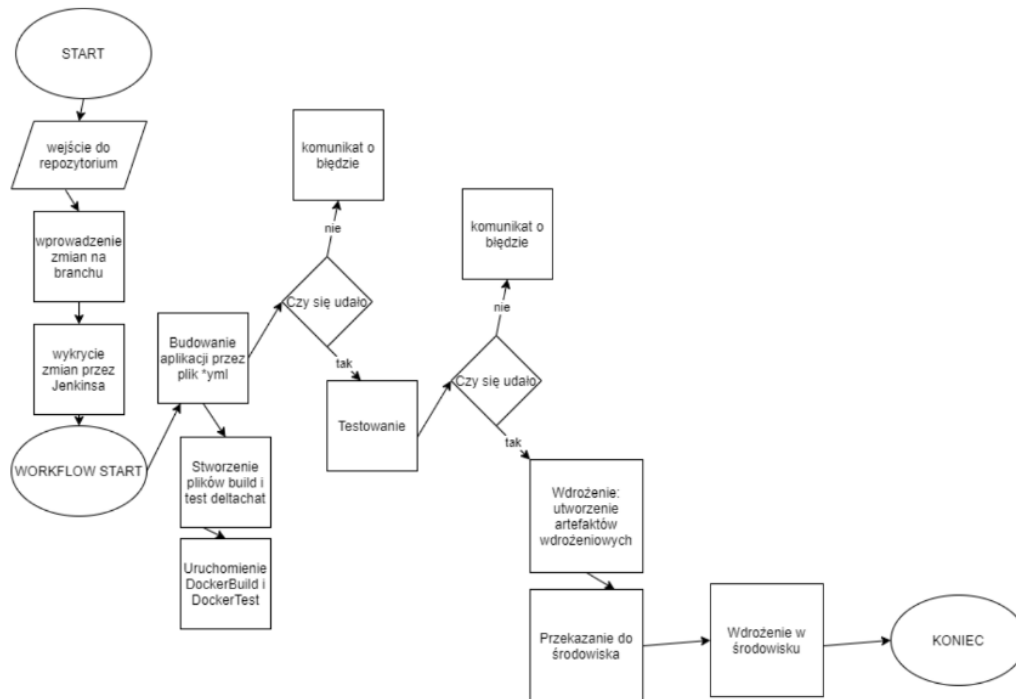 START
wejście do
repozytorium
wprowadzenie
zmian na
branchu
wykrycie
zmian przez
Jenkinsa
WORKFLOW START
Budowanie
aplikacji przez
plik *yml
Stworzenie
plików build i
test deltachat
Uruchomienie
DockerBuild i
DockerTest
Czy się udało
nie
komunikat o
błędzie
tak
Testowanie
Czy się udało
nie
komunikat o
błędzie
tak
Wdrożenie:
utworzenie
artefaktów
wdrożeniowych
Przekazanie do
środowiska
Wdrożenie w
środowisku
KONIEC